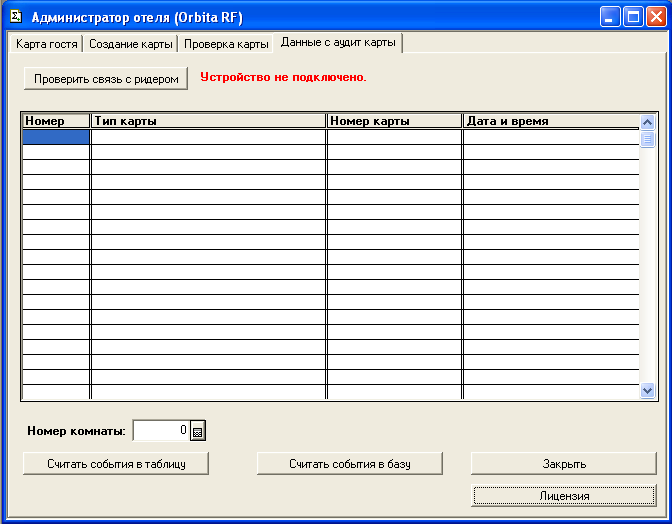 Администратор отеля (Orbita RF)
Карта гостя Создание карты Проверка карты Данные с аудит карты
Проверить связь с ридером Устройство не подключено.
Номер Тип карты Номер карты Дата и время
Номер комнаты: 0
Считать события в таблицу Считать события в базу Закрыть
Лицензия